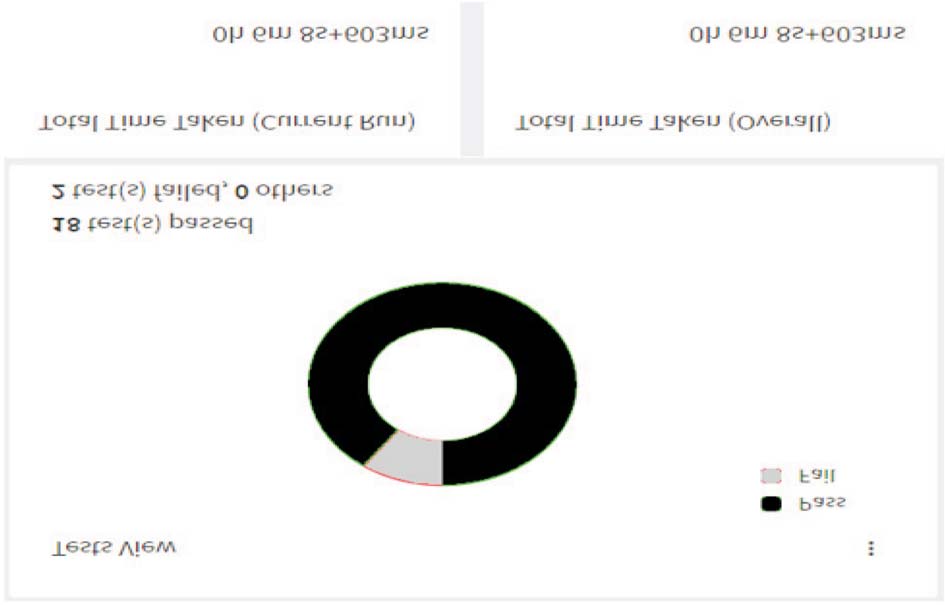 Tests View
Pass
Fail
18 test(s) passed
2 test(s) failed, 0 others
Total Time Taken (Current Run)
0h 6m 8s+603ms
Total Time Taken (Overall)
0h 6m 8s+603ms